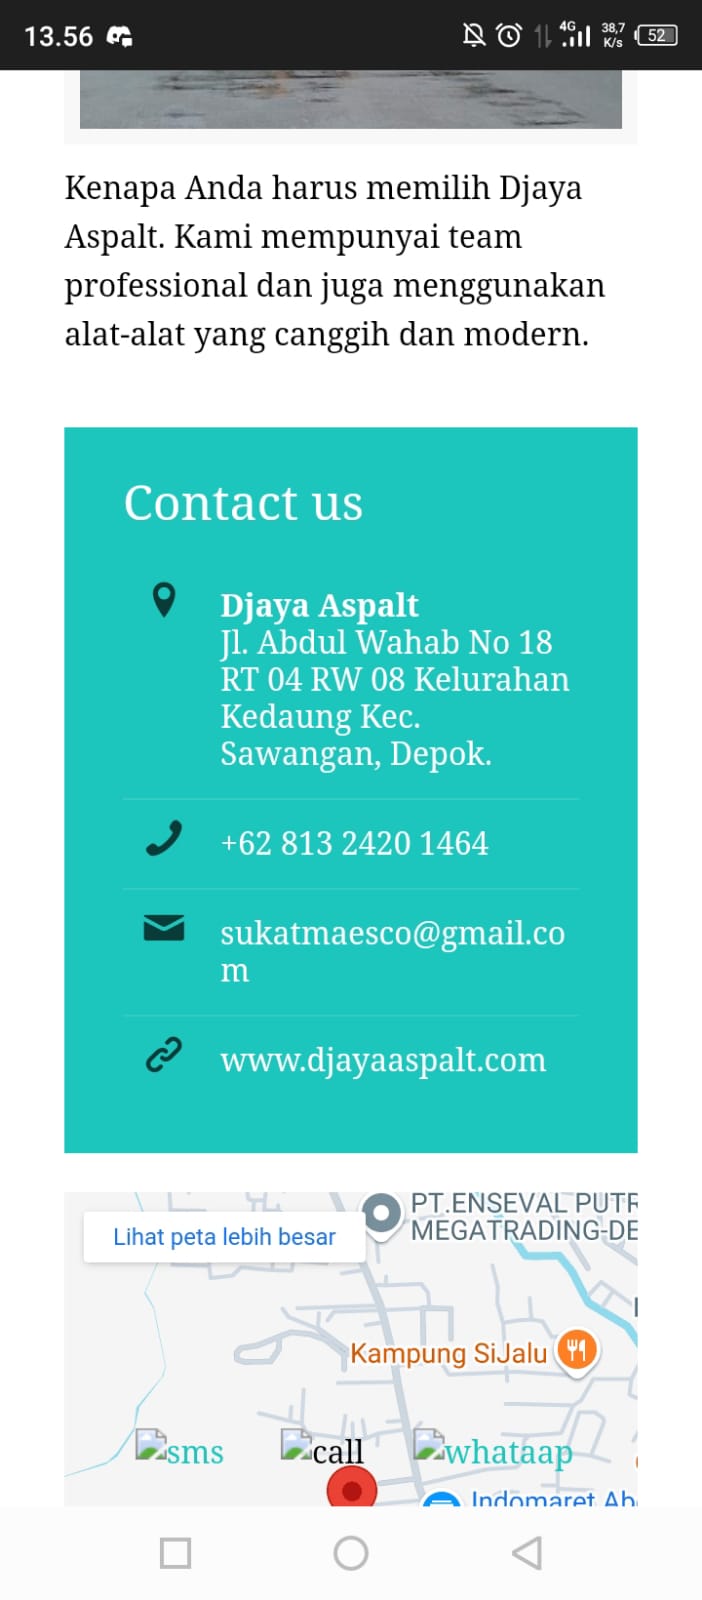 13.56
4G
38,7
K/s
52
Kenapa Anda harus memilih Djaya
Aspalt. Kami mempunyai team
professional dan juga menggunakan
alat-alat yang canggih dan modern.
Contact us
Djaya Aspalt
Jl. Abdul Wahab No 18
RT 04 RW 08 Kelurahan
Kedaung Kec.
Sawangan, Depok.
+62 813 2420 1464
sukatmaesco@gmail.co
m
www.djayaaspalt.com
Lihat peta lebih besar
PT.ENSEVAL PUTR
MEGATRADING-DE
Kampung SiJalu
sms
call
whataap
Indomaret Ab